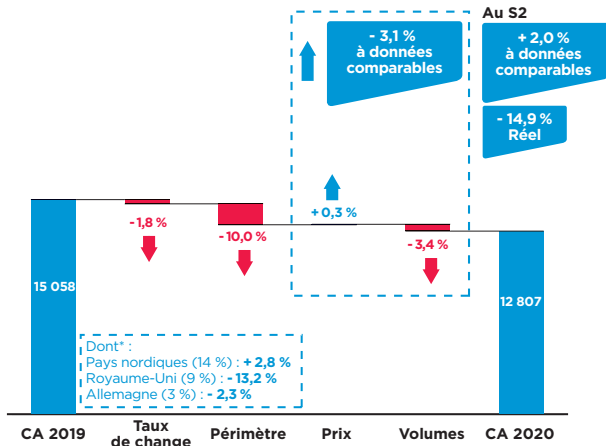 Au S2
- 3,1 %
à données
comparables
+ 2,0 %
à données
comparables
- 14,9 %
Réel
-1,8 %
-10,0 %
+ 0,3 %
-3,4 %
15 058
12 807
Dont* :
Pays nordiques (14 %) : + 2,8 %
Royaume-Uni (9 %) : - 13,2 %
Allemagne (3 %) : - 2,3 %
CA 2019
Taux
de change
Périmètre
Prix
Volumes
CA 2020